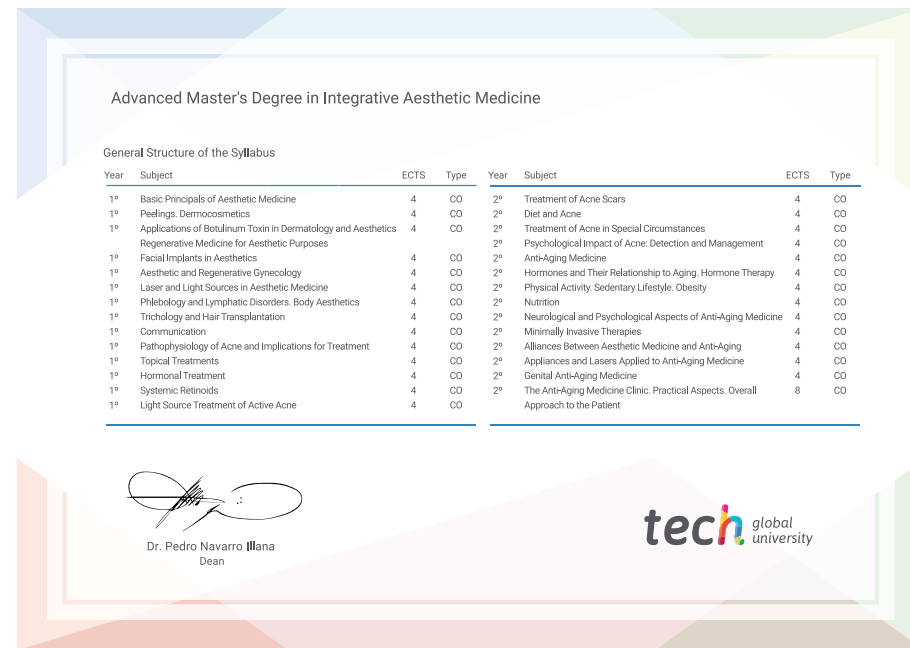 Advanced Master's Degree in Integrative Aesthetic Medicine
General Structure of the Syllabus
Year Subject ECTS Type
1º Basic Principals of Aesthetic Medicine 4 CO
1º Peelings. Dermocosmetics 4 CO
1º Applications of Botulinum Toxin in Dermatology and Aesthetics 4 CO
Regenerative Medicine for Aesthetic Purposes
1º Facial Implants in Aesthetics 4 CO
1º Aesthetic and Regenerative Gynecology 4 CO
1º Laser and Light Sources in Aesthetic Medicine 4 CO
1º Phlebology and Lymphatic Disorders. Body Aesthetics 4 CO
1º Trichology and Hair Transplantation 4 CO
1º Communication 4 CO
1º Pathophysiology of Acne and Implications for Treatment 4 CO
1º Topical Treatments 4 CO
1º Hormonal Treatment 4 CO
1º Systemic Retinoids 4 CO
1º Light Source Treatment of Active Acne 4 CO
Year Subject ECTS Type
2º Treatment of Acne Scars 4 CO
2º Diet and Acne 4 CO
2º Treatment of Acne in Special Circumstances 4 CO
2º Psychological Impact of Acne: Detection and Management 4 CO
2º Anti-Aging Medicine 4 CO
2º Hormones and Their Relationship to Aging. Hormone Therapy 4 CO
2º Physical Activity. Sedentary Lifestyle. Obesity 4 CO
2º Nutrition 4 CO
2º Neurological and Psychological Aspects of Anti-Aging Medicine 4 CO
2º Minimally Invasive Therapies 4 CO
2º Alliances Between Aesthetic Medicine and Anti-Aging 4 CO
2º Appliances and Lasers Applied to Anti-Aging Medicine 4 CO
2º Genital Anti-Aging Medicine 4 CO
2º The Anti-Aging Medicine Clinic. Practical Aspects. Overall 8 CO
Approach to the Patient
Dr. Pedro Navarro Illana
Dean
tech global
university